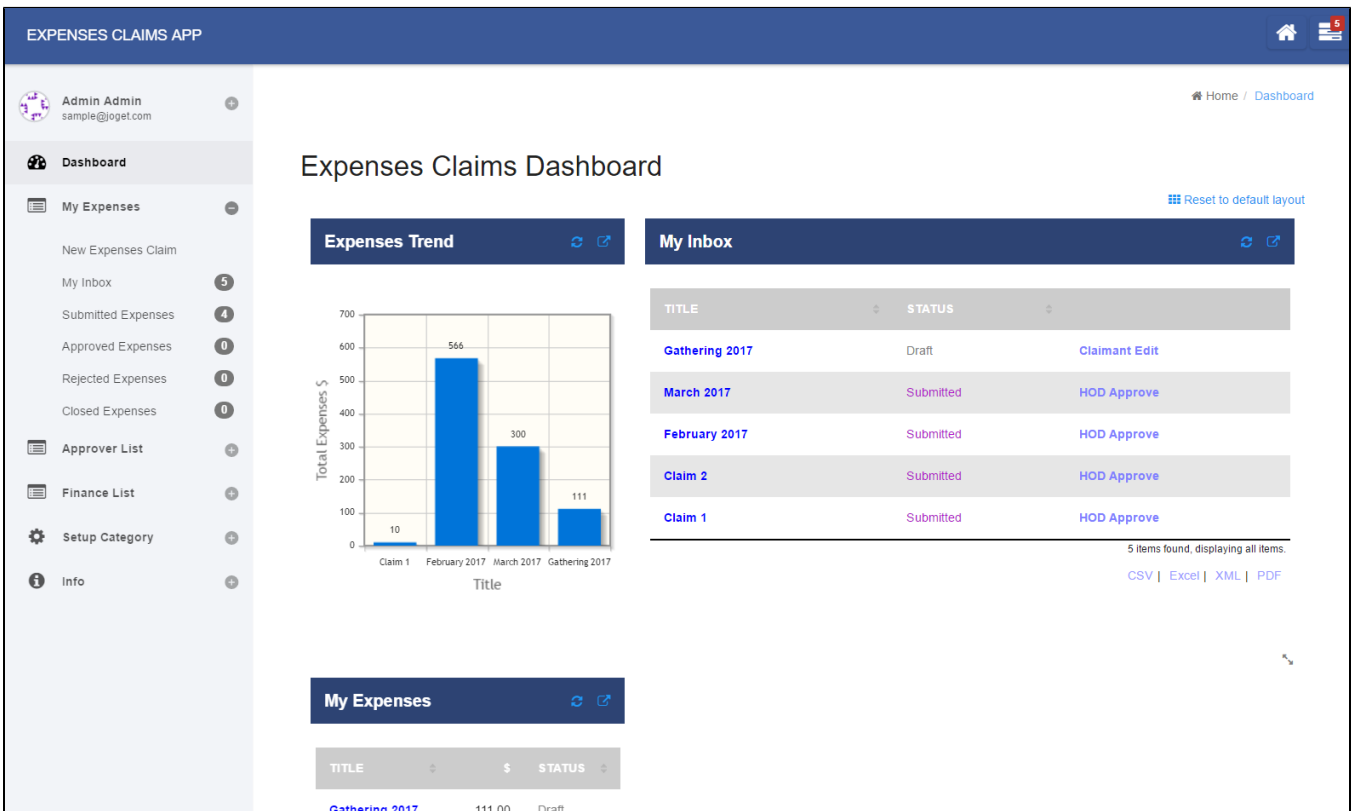 EXPENSES CLAIMS APP
5
Admin Admin
sample@joget.com
Home / Dashboard
Dashboard
My Expenses
New Expenses Claim
My Inbox 5
Submitted Expenses 4
Approved Expenses 0
Rejected Expenses 0
Closed Expenses 0
Approver List
Finance List
Setup Category
Info
Expenses Claims Dashboard
Reset to default layout
Expenses Trend
700
600
500
400
300
200
100
0
Total Expenses $
10
566
300
111
Claim 1 February 2017 March 2017 Gathering 2017
Title
My Inbox
TITLE STATUS
Gathering 2017 Draft Claimant Edit
March 2017 Submitted HOD Approve
February 2017 Submitted HOD Approve
Claim 2 Submitted HOD Approve
Claim 1 Submitted HOD Approve
5 items found, displaying all items.
CSV | Excel | XML | PDF
My Expenses
TITLE $ STATUS
Gathering 2017 111.00 Draft